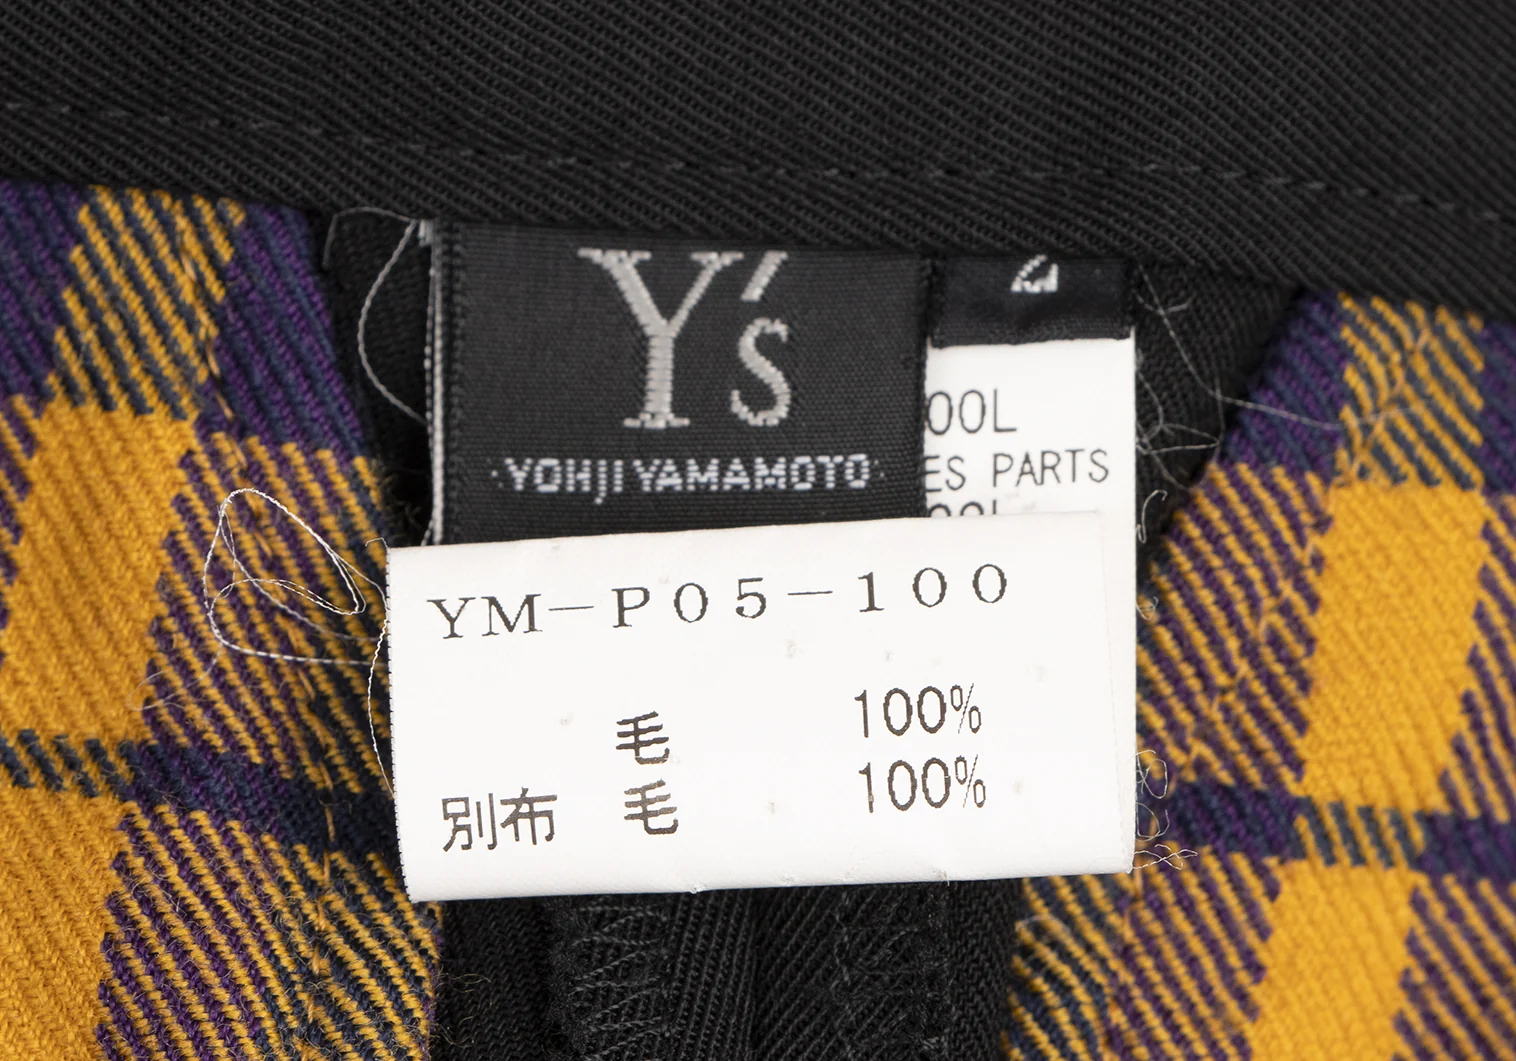 Y's
YOHJI YAMAMOTO
OOL
ES PARTS
YM-P05-100
毛 100%
別布 毛 100%